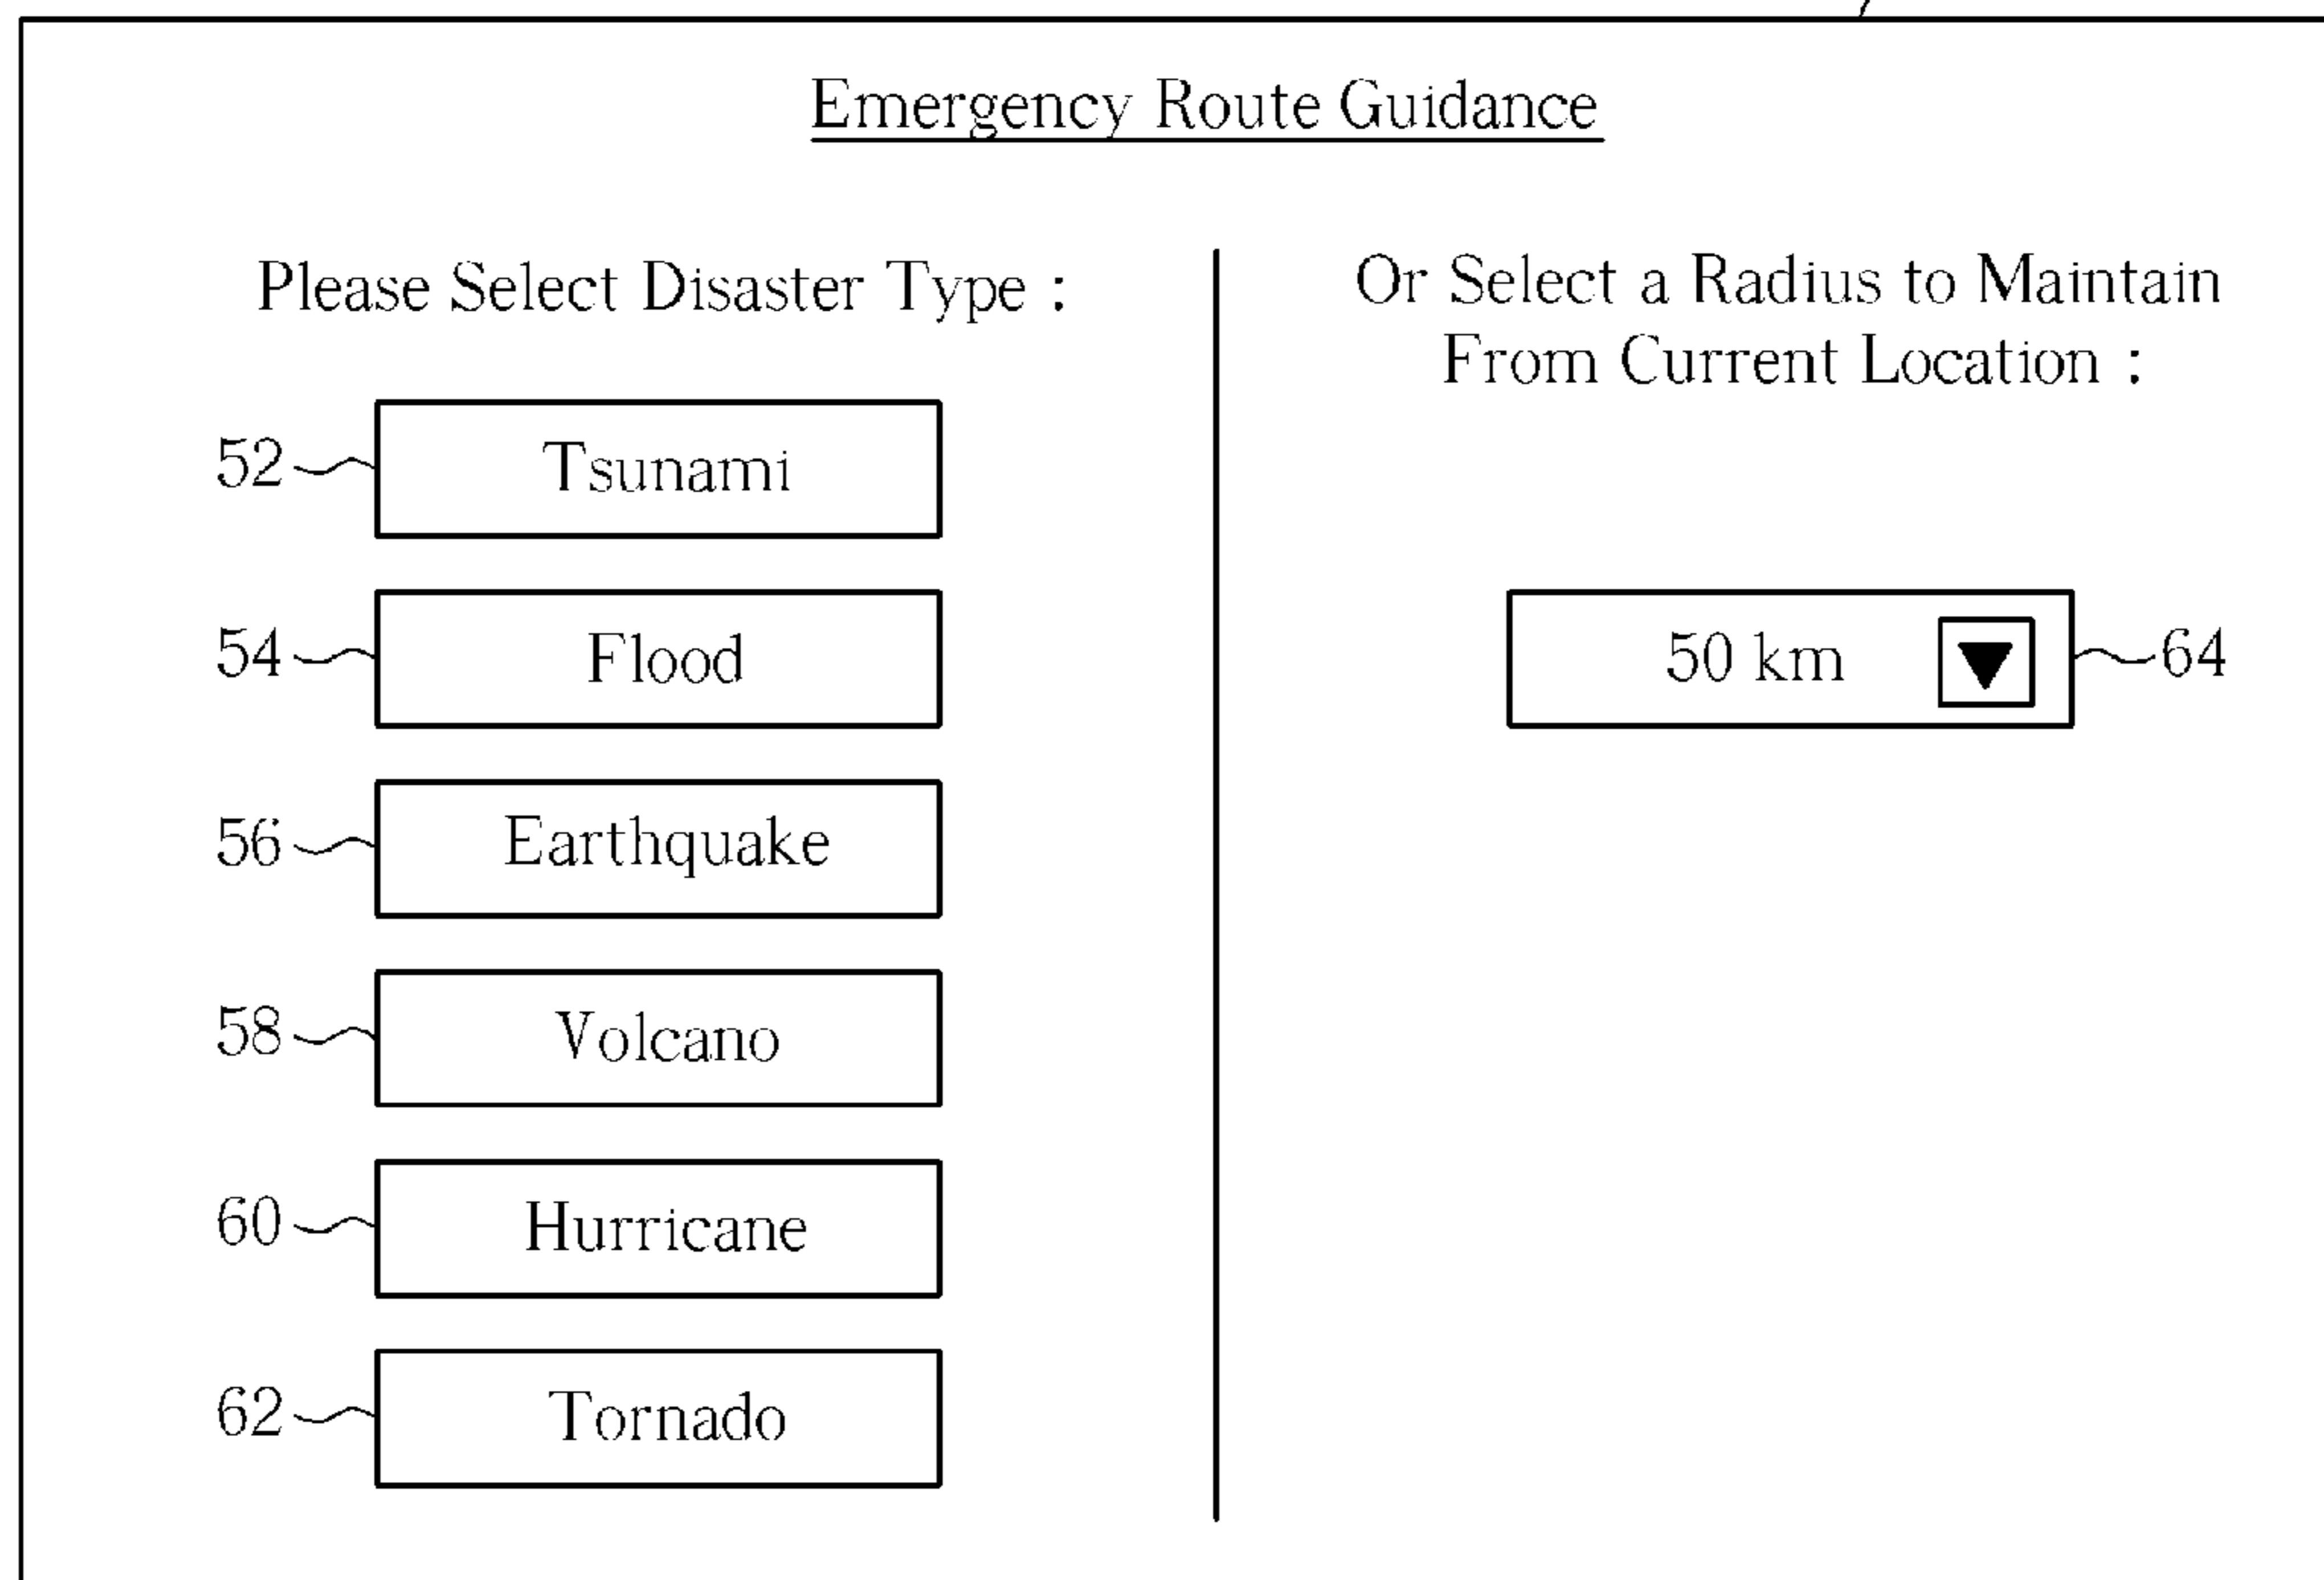 Emergency Route Guidance
Please Select Disaster Type :
52 Tsunami
54 Flood
56 Earthquake
58 Volcano
60 Hurricane
62 Tornado
Or Select a Radius to Maintain
From Current Location :
50 km 64